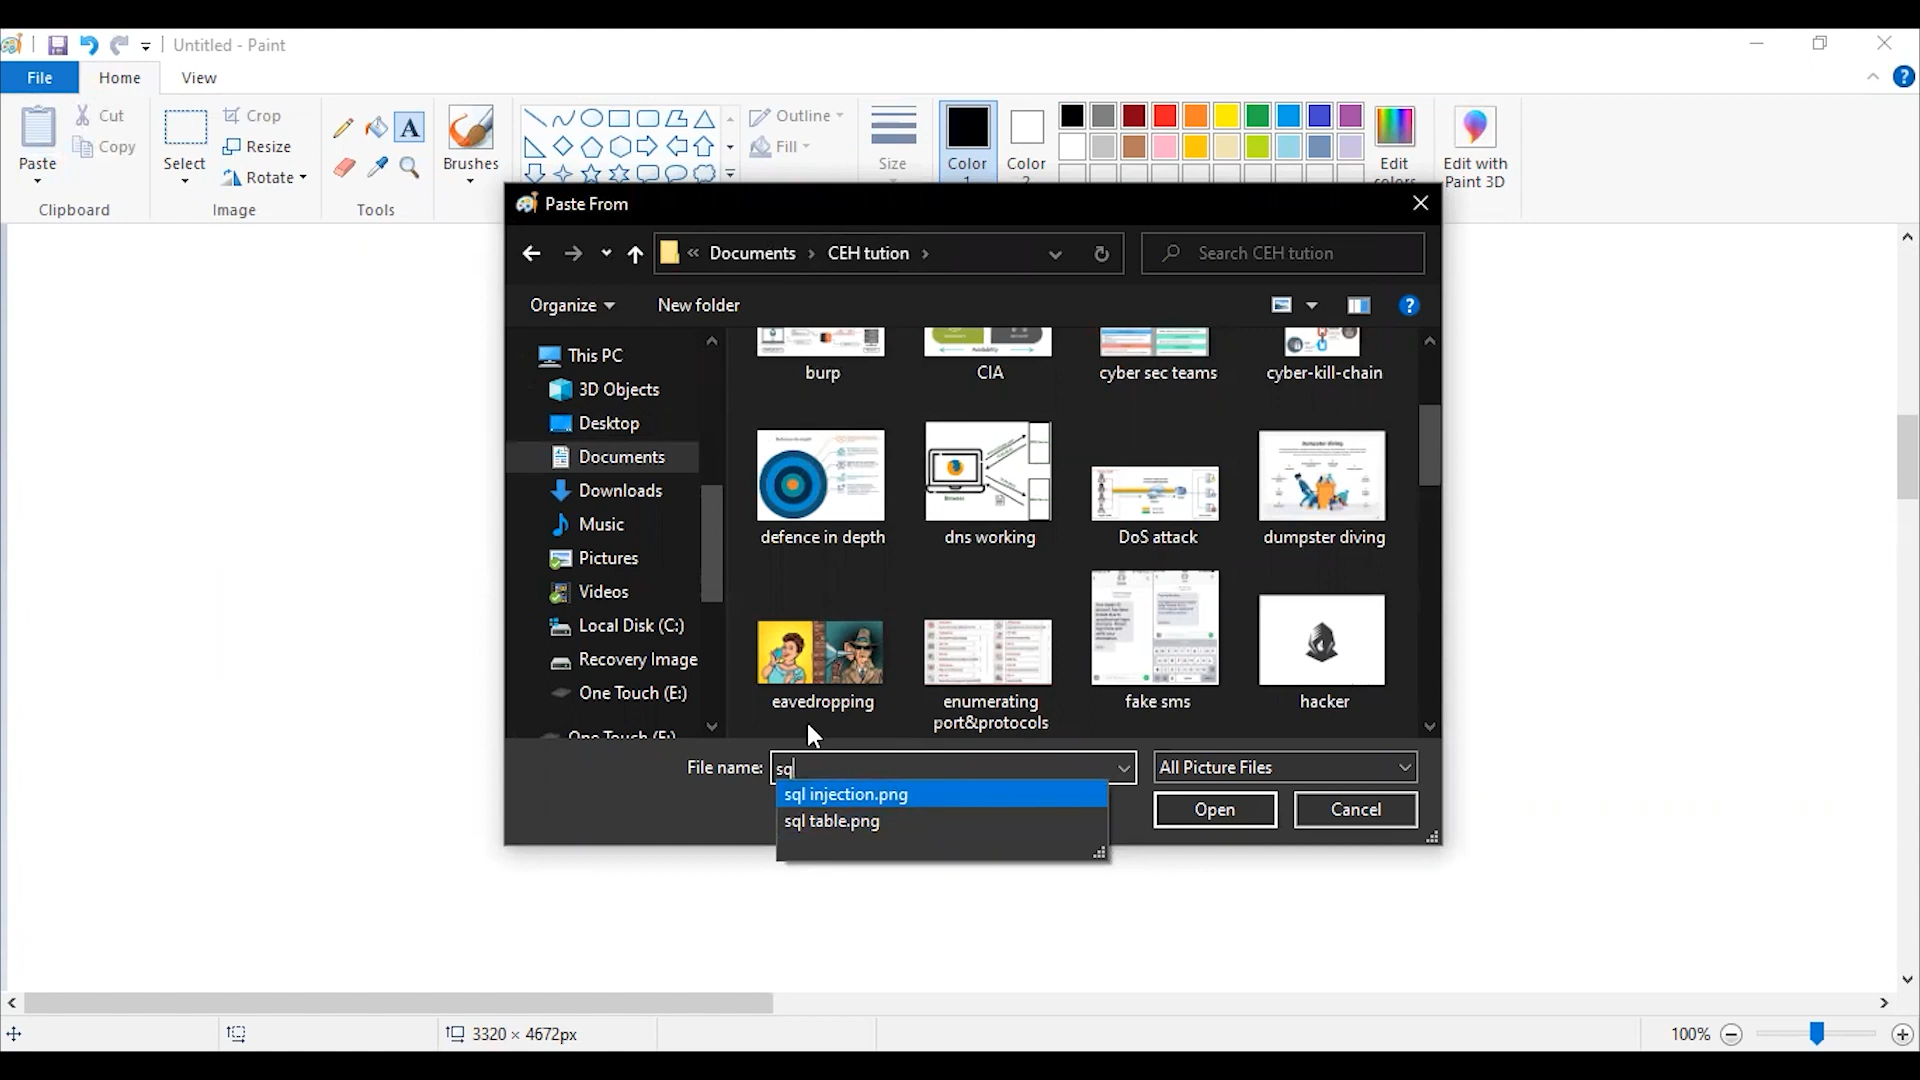 Untitled - Paint
File
Home
View
Paste
Cut
Copy
Clipboard
Select
Crop
Resize
Rotate
Image
A
Tools
Brushes
Outline
Fill
Size
Color
1
Color
2
Edit
colors
Edit with
Paint 3D
Paste From
« Documents > CEH tution >
Search CEH tution
Organize
New folder
This PC
3D Objects
Desktop
Documents
Downloads
Music
Pictures
Videos
Local Disk (C:)
Recovery Image
One Touch (E:)
One Touch (E:)
burp
CIA
cyber sec teams
cyber-kill-chain
defence in depth
dns working
DoS attack
dumpster diving
eavedropping
enumerating
port&protocols
fake sms
hacker
File name:
sq
All Picture Files
sql injection.png
sql table.png
Open
Cancel
3320 × 4672px
100%